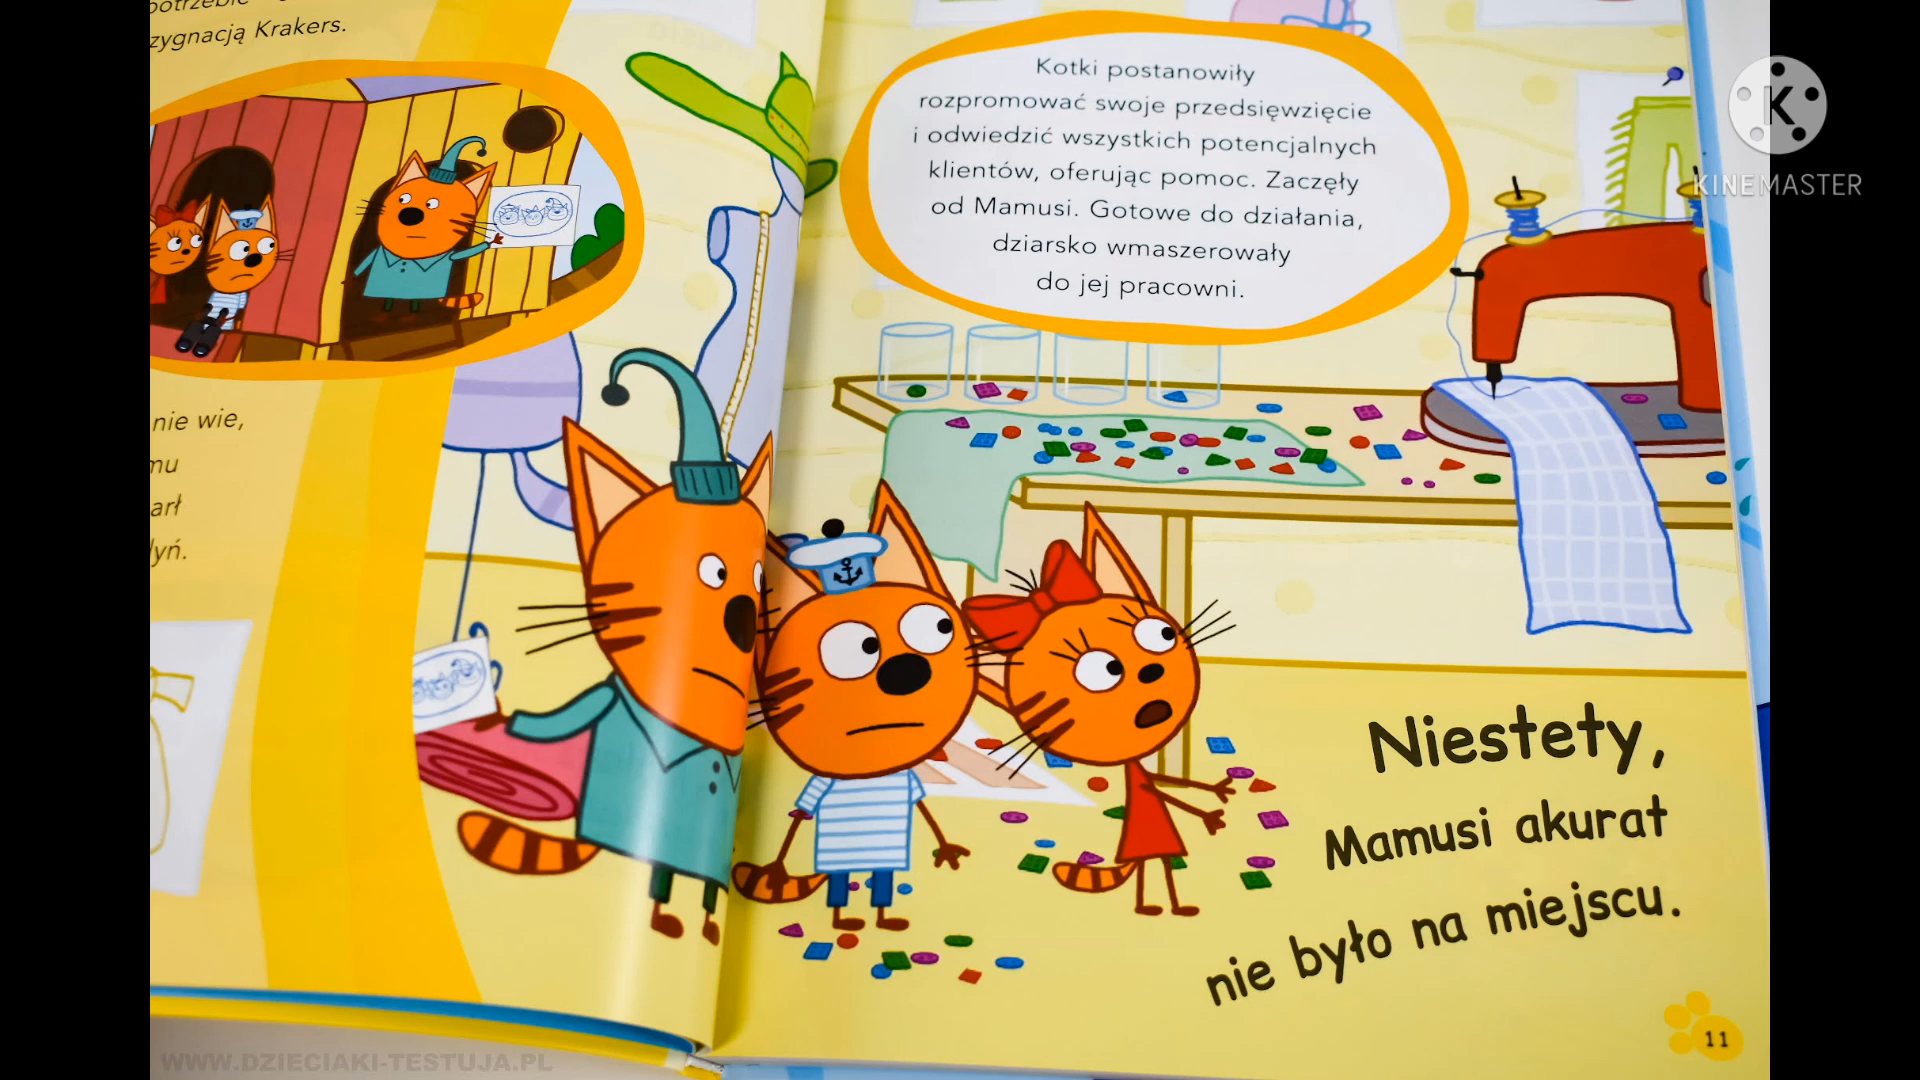 zygnacją Krakers.
nie wie,
Kotki postanowiły
rozpromować swoje przedsięwzięcie
i odwiedzić wszystkich potencjalnych
klientów, oferując pomoc. Zaczęły
od Mamusi. Gotowe do działania,
dziarsko wmaszerowały
do jej pracowni.
Niestety,
Mamusi akurat
nie było na miejscu.
11
K
KINEMASTER
WWW.DZIECIAKI-TESTUJA.PL